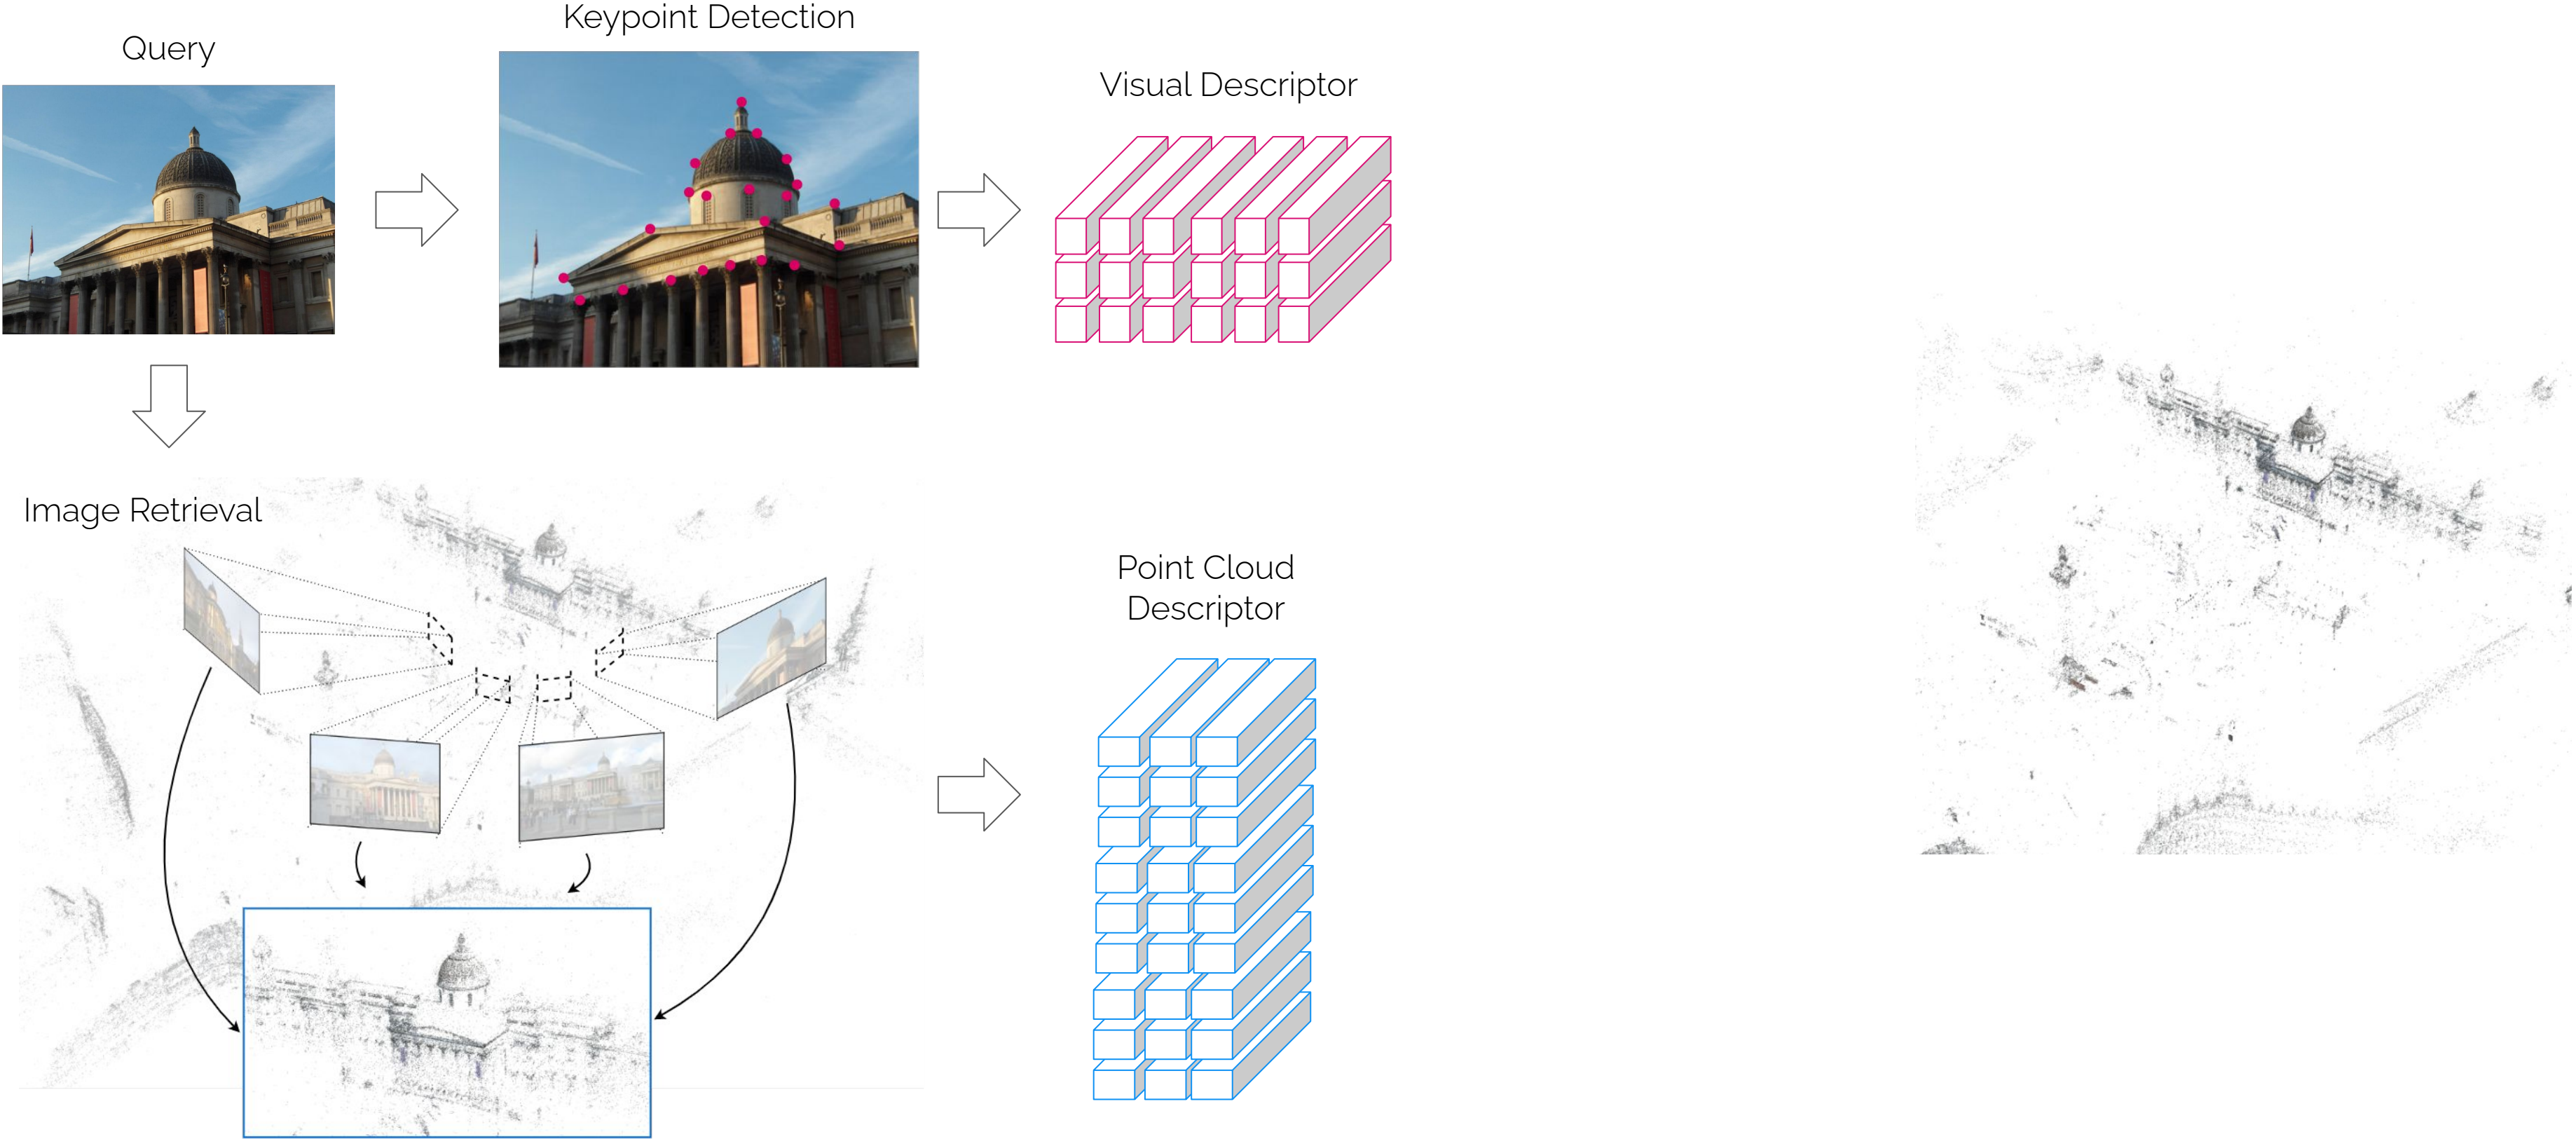 Query
Keypoint Detection
Visual Descriptor
Image Retrieval
Point Cloud
Descriptor